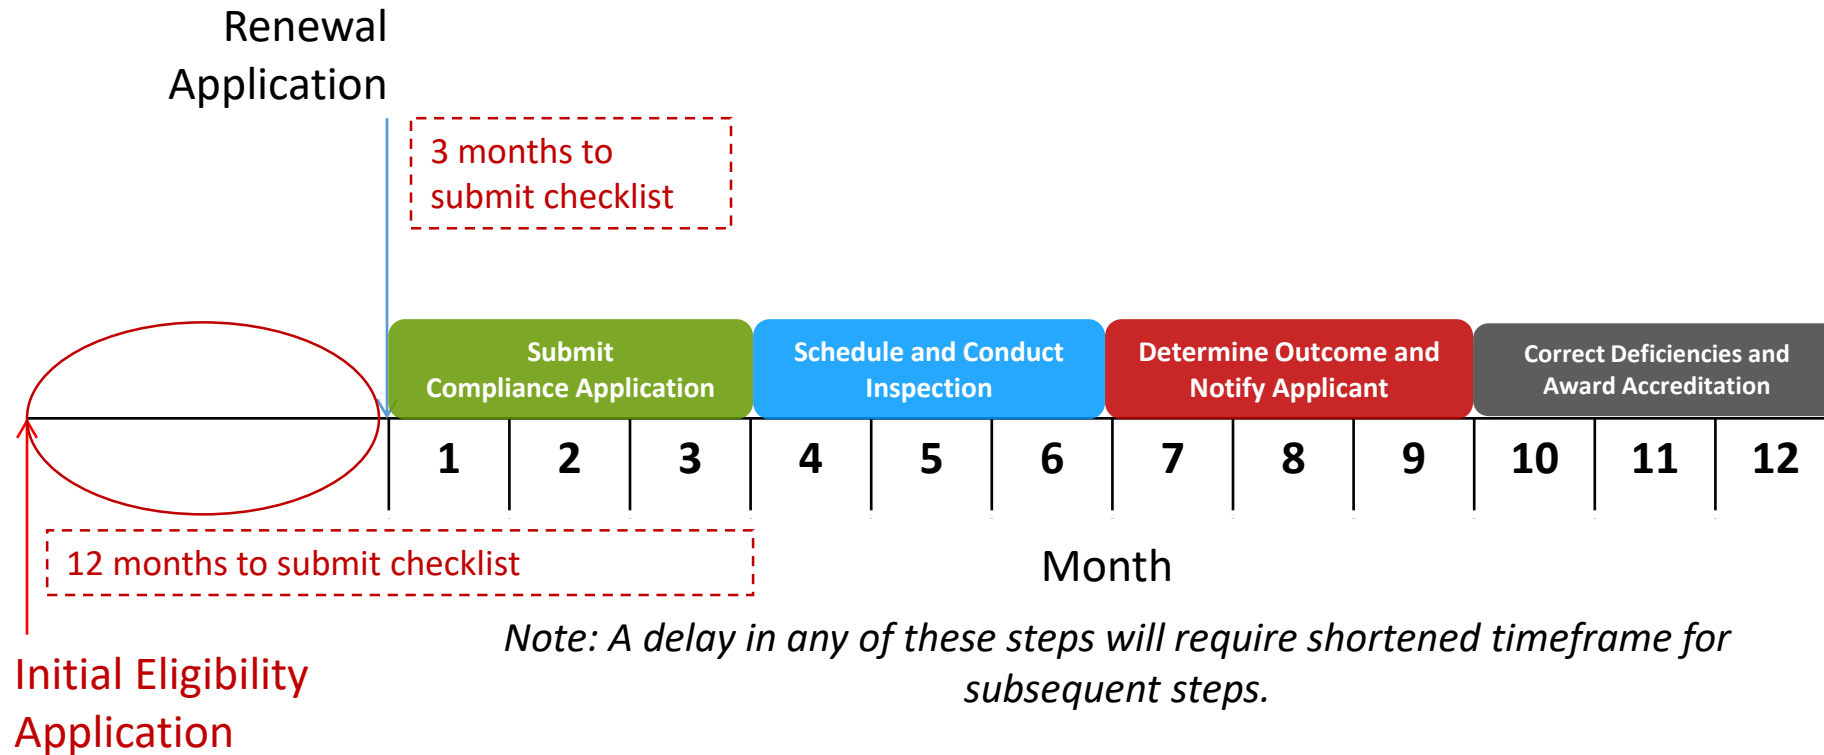 Renewal
Application
3 months to
submit checklist
Submit
Compliance Application
Schedule and Conduct
Inspection
Determine Outcome and
Notify Applicant
Correct Deficiencies and
Award Accreditation
1 2 3 4 5 6 7 8 9 10 11 12
12 months to submit checklist
Month
Note: A delay in any of these steps will require shortened timeframe for
subsequent steps.
Initial Eligibility
Application